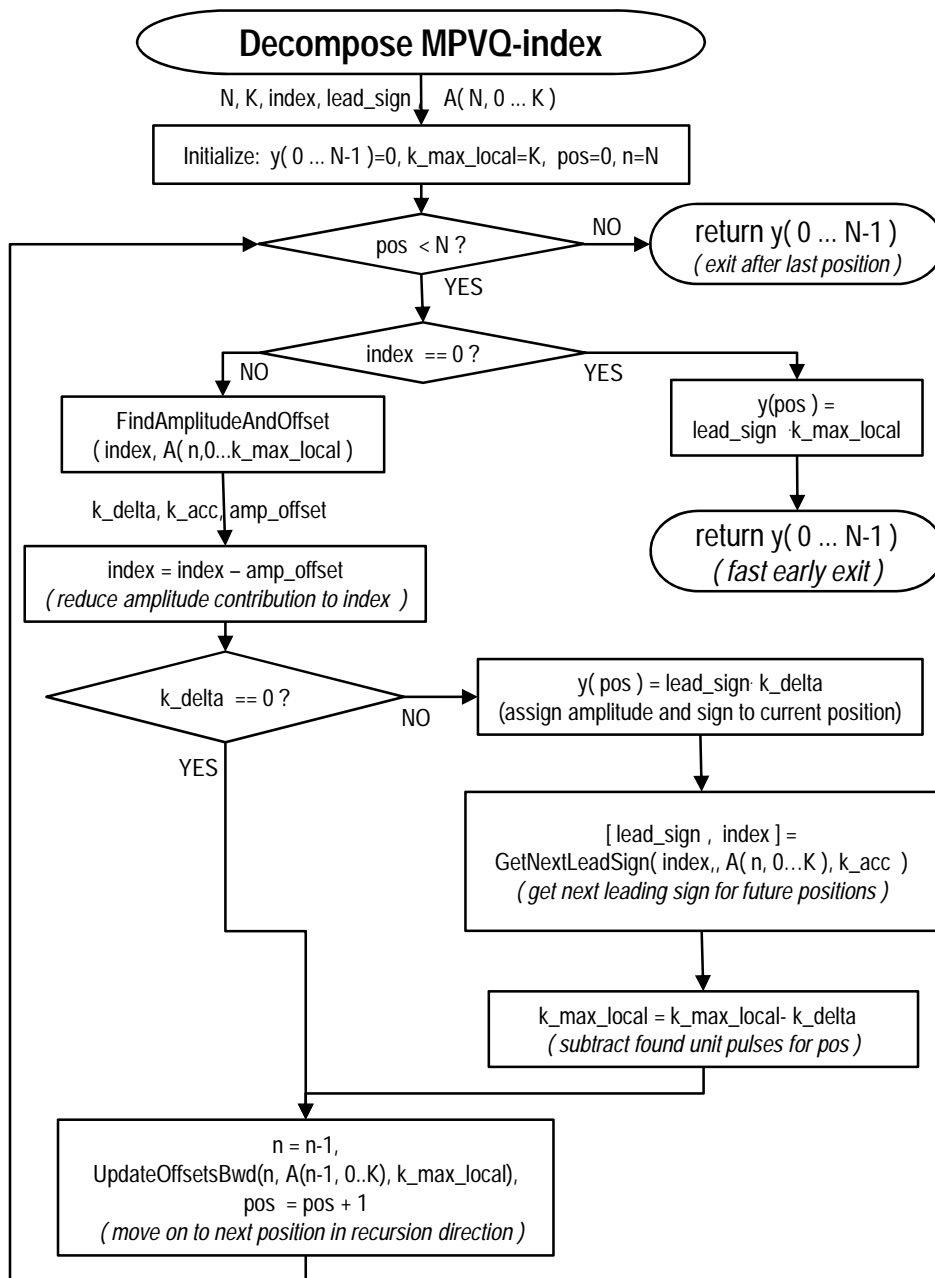 Decompose MPVQ-index
N, K, index, lead_sign , A( N, 0 ... K )
Initialize: y( 0 ... N-1 )=0, k_max_local=K, pos=0, n=N
pos < N ?
NO
return y( 0 ... N-1 )
( exit after last position )
YES
index == 0 ?
NO
YES
FindAmplitudeAndOffset
( index, A( n,0...k_max_local )
y(pos ) =
lead_sign ·k_max_local
k_delta, k_acc, amp_offset
return y( 0 ... N-1 )
( fast early exit )
index = index – amp_offset
( reduce amplitude contribution to index )
k_delta == 0 ?
NO
y( pos ) = lead_sign· k_delta
(assign amplitude and sign to current position)
YES
[ lead_sign , index ] =
GetNextLeadSign( index,, A( n, 0...K ), k_acc )
( get next leading sign for future positions )
k_max_local = k_max_local- k_delta
( subtract found unit pulses for pos )
n = n-1,
UpdateOffsetsBwd(n, A(n-1, 0..K), k_max_local),
pos = pos + 1
( move on to next position in recursion direction )